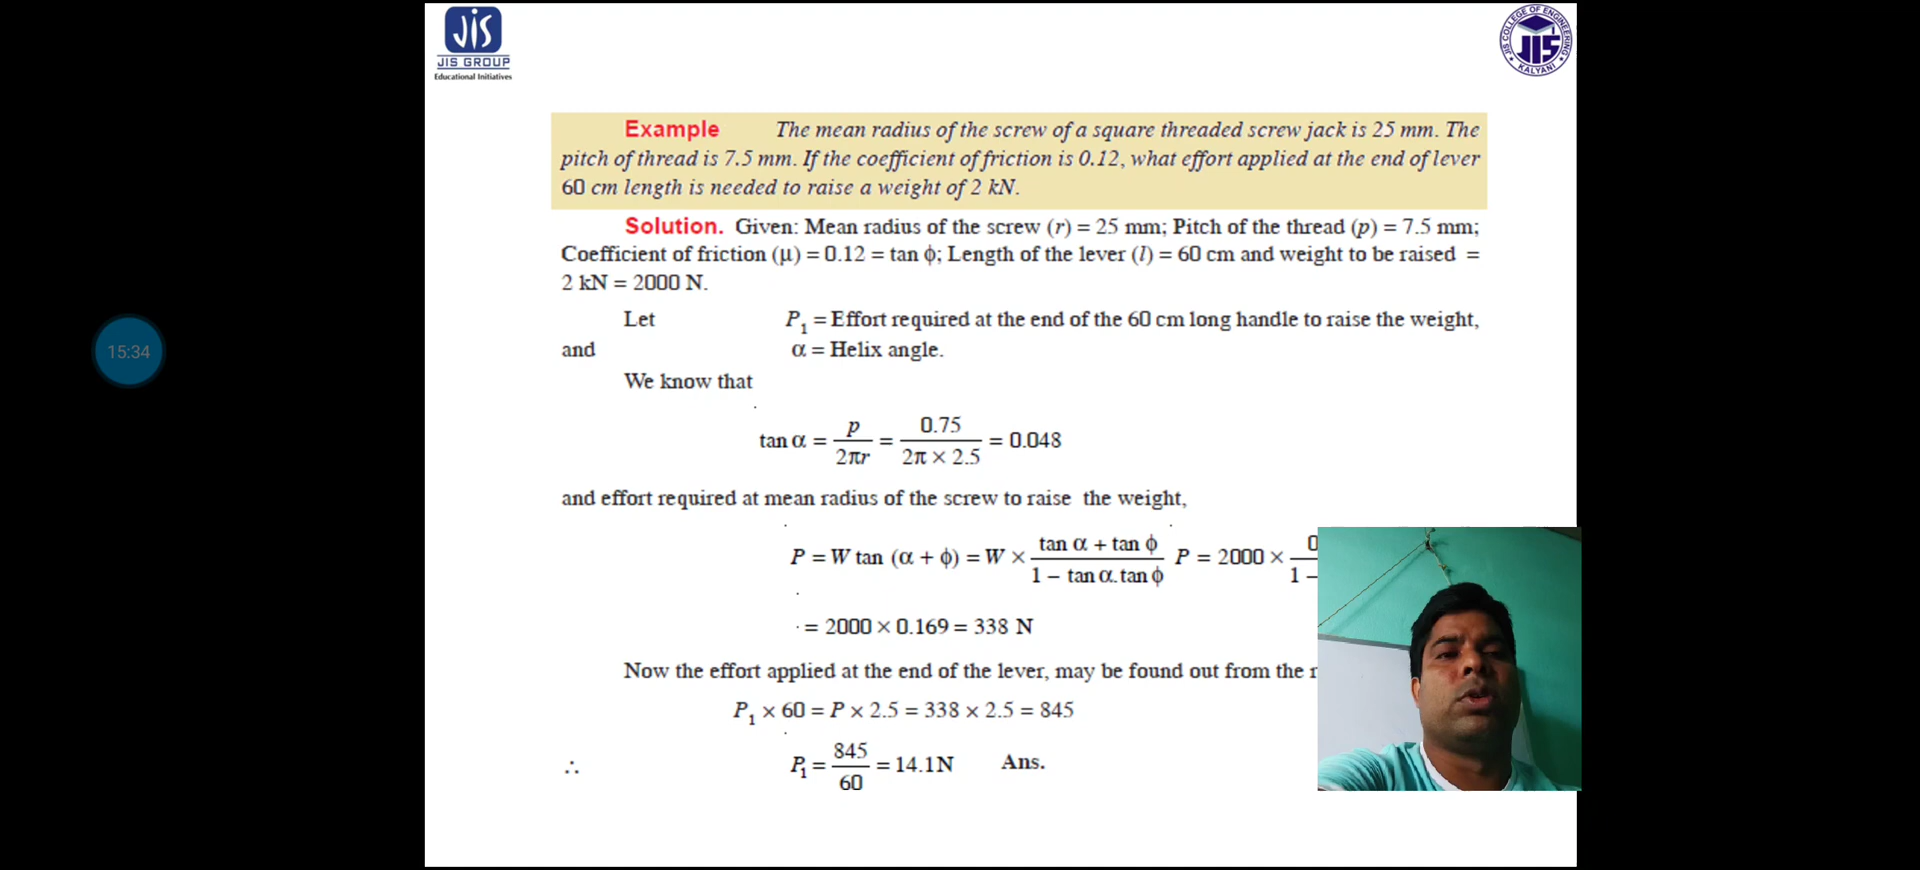 JIS
JIS GROUP
Educational Initiatives
JIS COLLEGE OF ENGINEERING
JIS
KALYANI
Example The mean radius of the screw of a square threaded screw jack is 25 mm. The
pitch of thread is 7.5 mm. If the coefficient of friction is 0.12, what effort applied at the end of lever
60 cm length is needed to raise a weight of 2 kN.
Solution. Given: Mean radius of the screw (r) = 25 mm; Pitch of the thread (p) = 7.5 mm;
Coefficient of friction (μ) = 0.12 = tan ϕ; Length of the lever (l) = 60 cm and weight to be raised =
2 kN = 2000 N.
15:34
Let P₁ = Effort required at the end of the 60 cm long handle to raise the weight,
and α = Helix angle.
We know that
tan α = p/2πr = 0.75/2π × 2.5 = 0.048
and effort required at mean radius of the screw to raise the weight,
P = W tan (α + ϕ) = W × tan α + tan ϕ/1 – tan α. tan ϕ P = 2000 × 0/1 –
= 2000 × 0.169 = 338 N
Now the effort applied at the end of the lever, may be found out from the
P₁ × 60 = P × 2.5 = 338 × 2.5 = 845
∴ P₁ = 845/60 = 14.1N Ans.